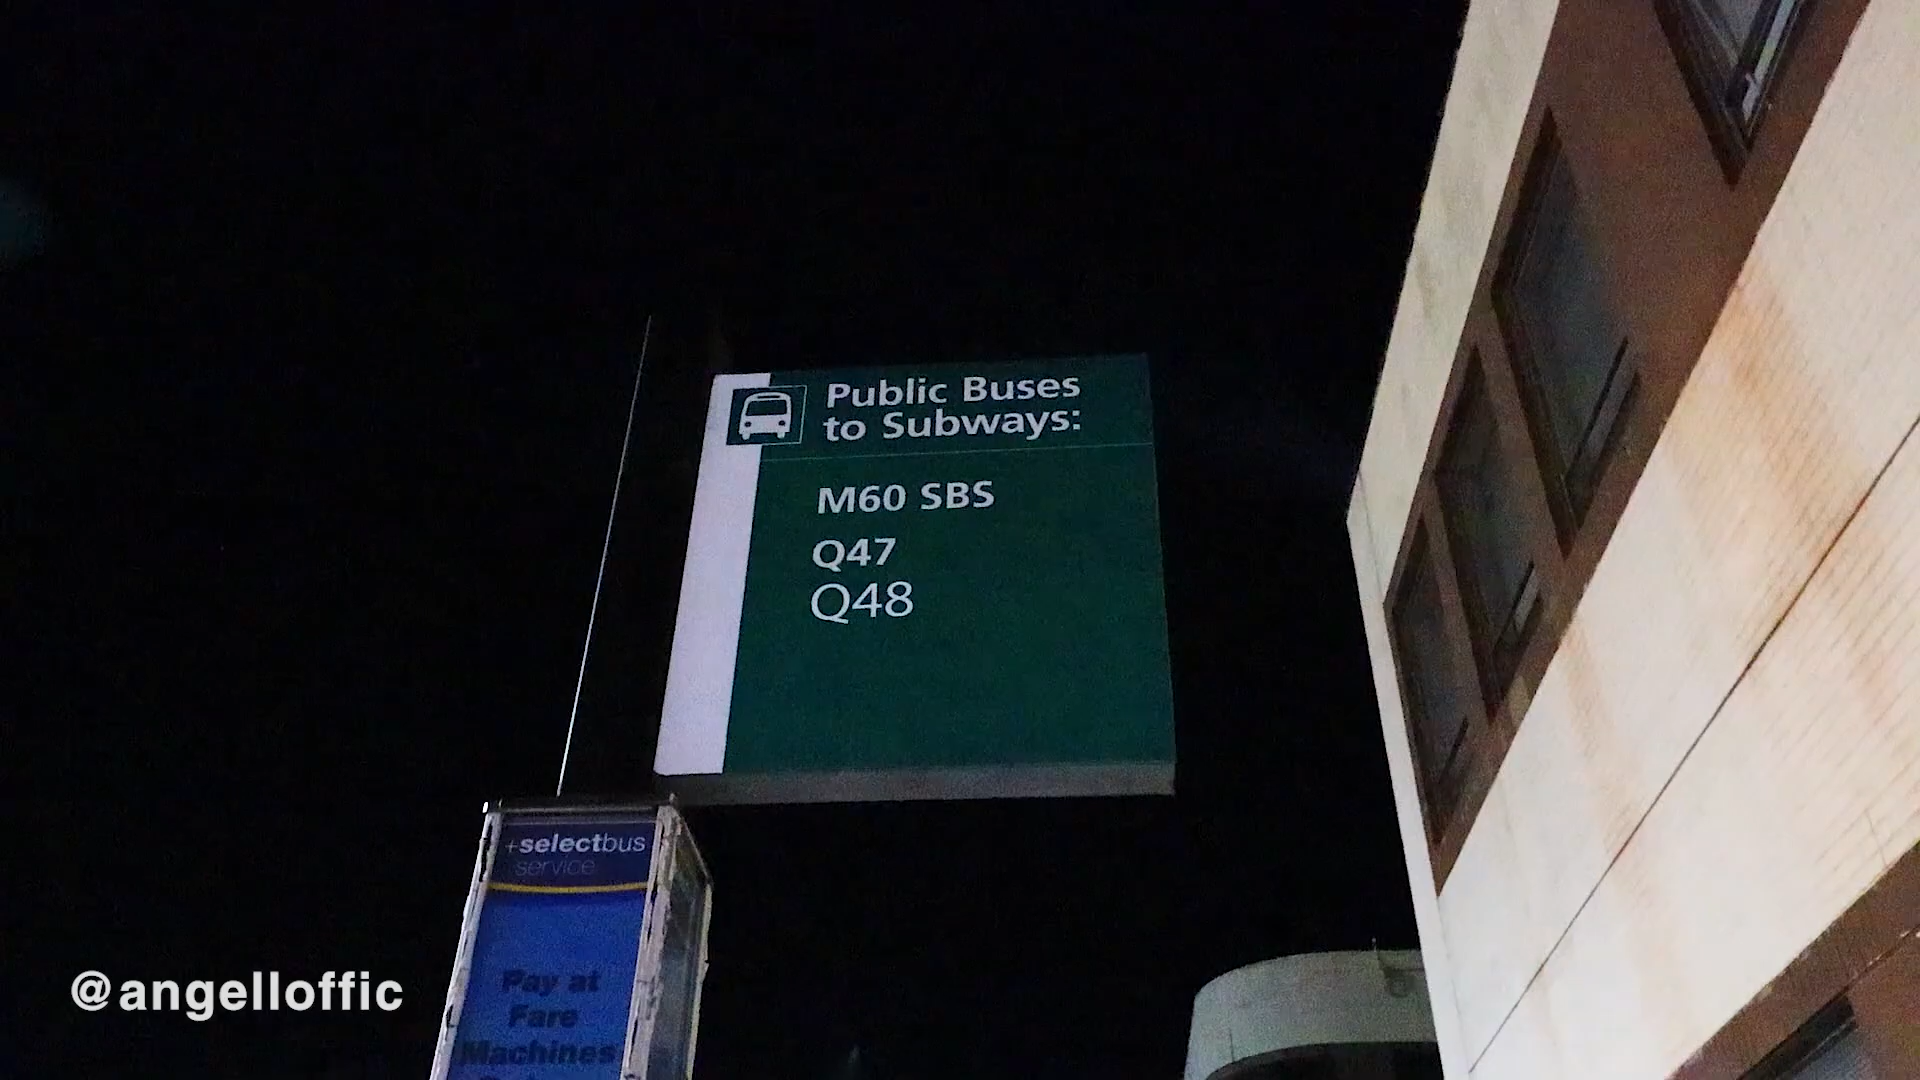 Public Buses
to Subways:
M60 SBS
Q47
Q48
+selectbus
service
Pay at
Fare
Machines
@angelloffic